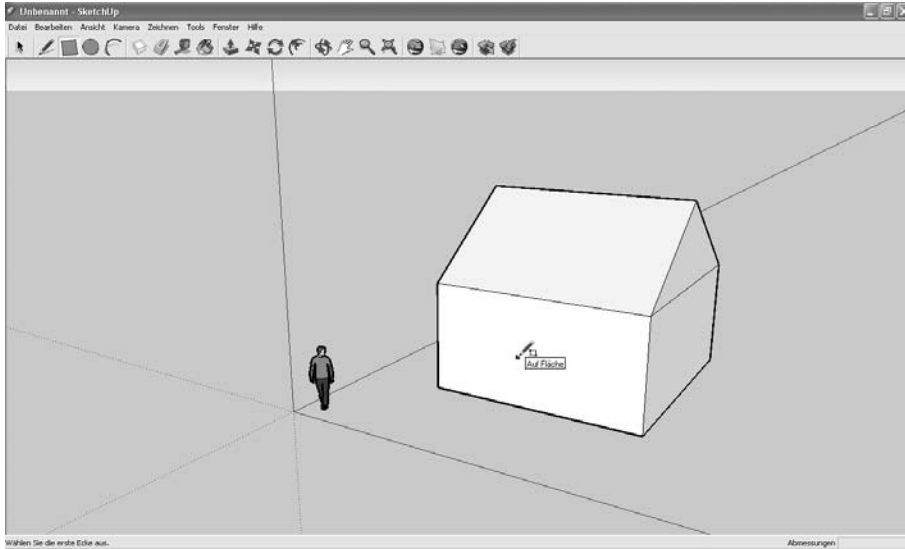 Unbenannt - SketchUp
Datei Bearbeiten Ansicht Kamera Zeichnen Tools Fenster Hilfe
Auf Fläche
Wählen Sie die erste Ecke aus.
Abmessungen